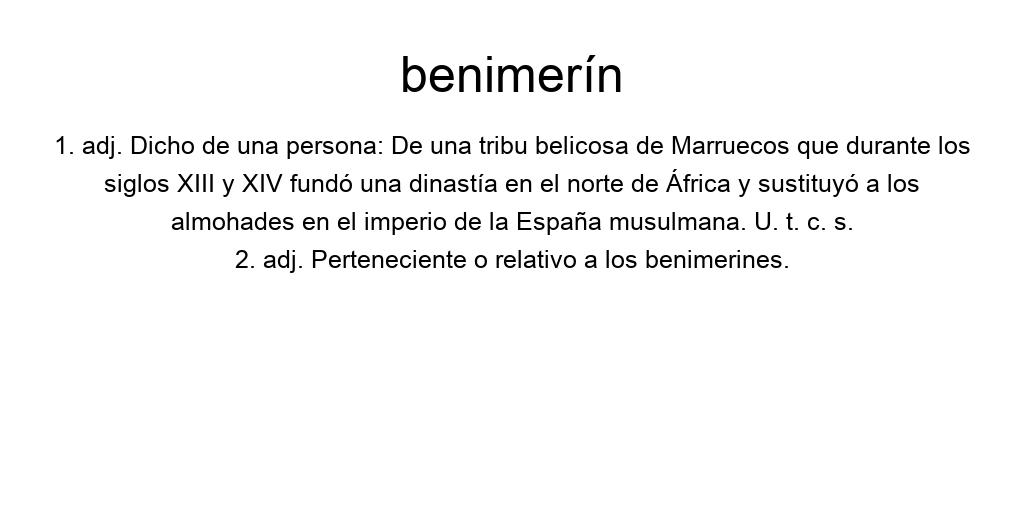 benimerín
1. adj. Dicho de una persona: De una tribu belicosa de Marruecos que durante los
siglos XIII y XIV fundó una dinastía en el norte de África y sustituyó a los
almohades en el imperio de la España musulmana. U. t. c. s.
2. adj. Perteneciente o relativo a los benimerines.